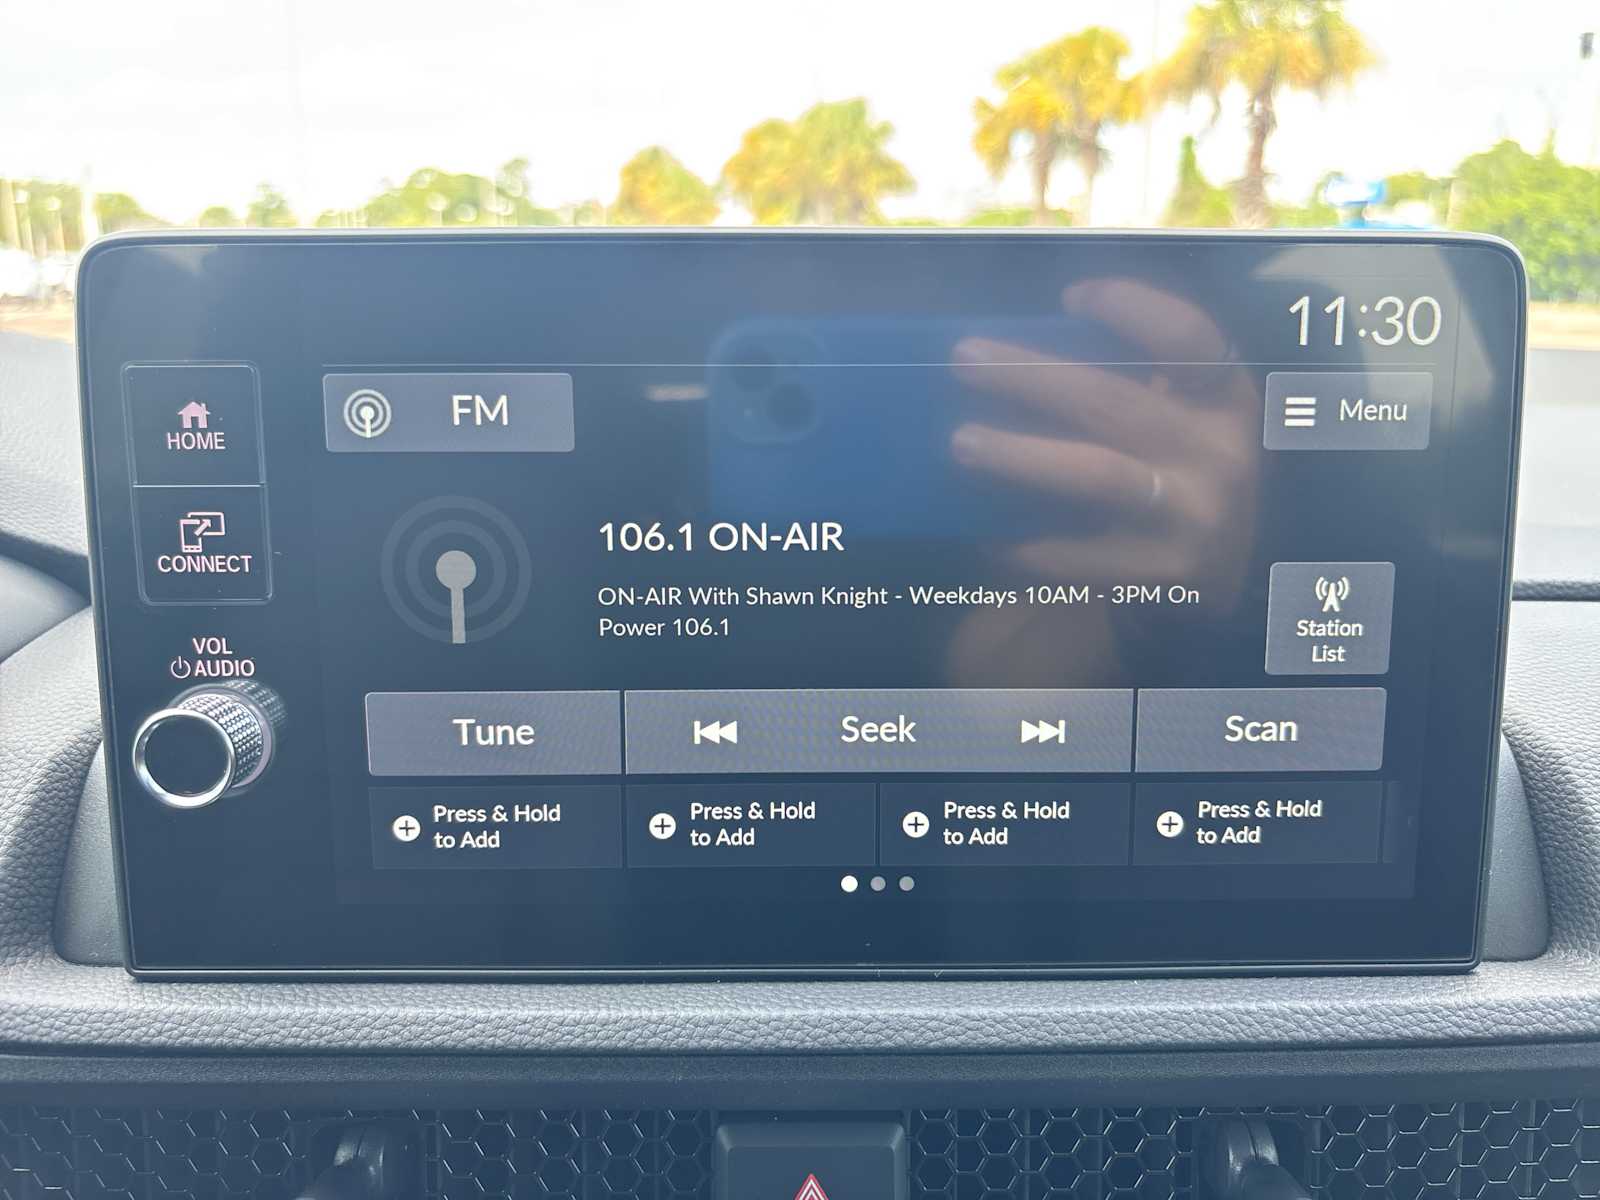 11:30
HOME
CONNECT
VOL
AUDIO
FM
Menu
106.1 ON-AIR
ON-AIR With Shawn Knight - Weekdays 10AM - 3PM On
Power 106.1
Station
List
Tune
Seek
Scan
Press & Hold
to Add
Press & Hold
to Add
Press & Hold
to Add
Press & Hold
to Add